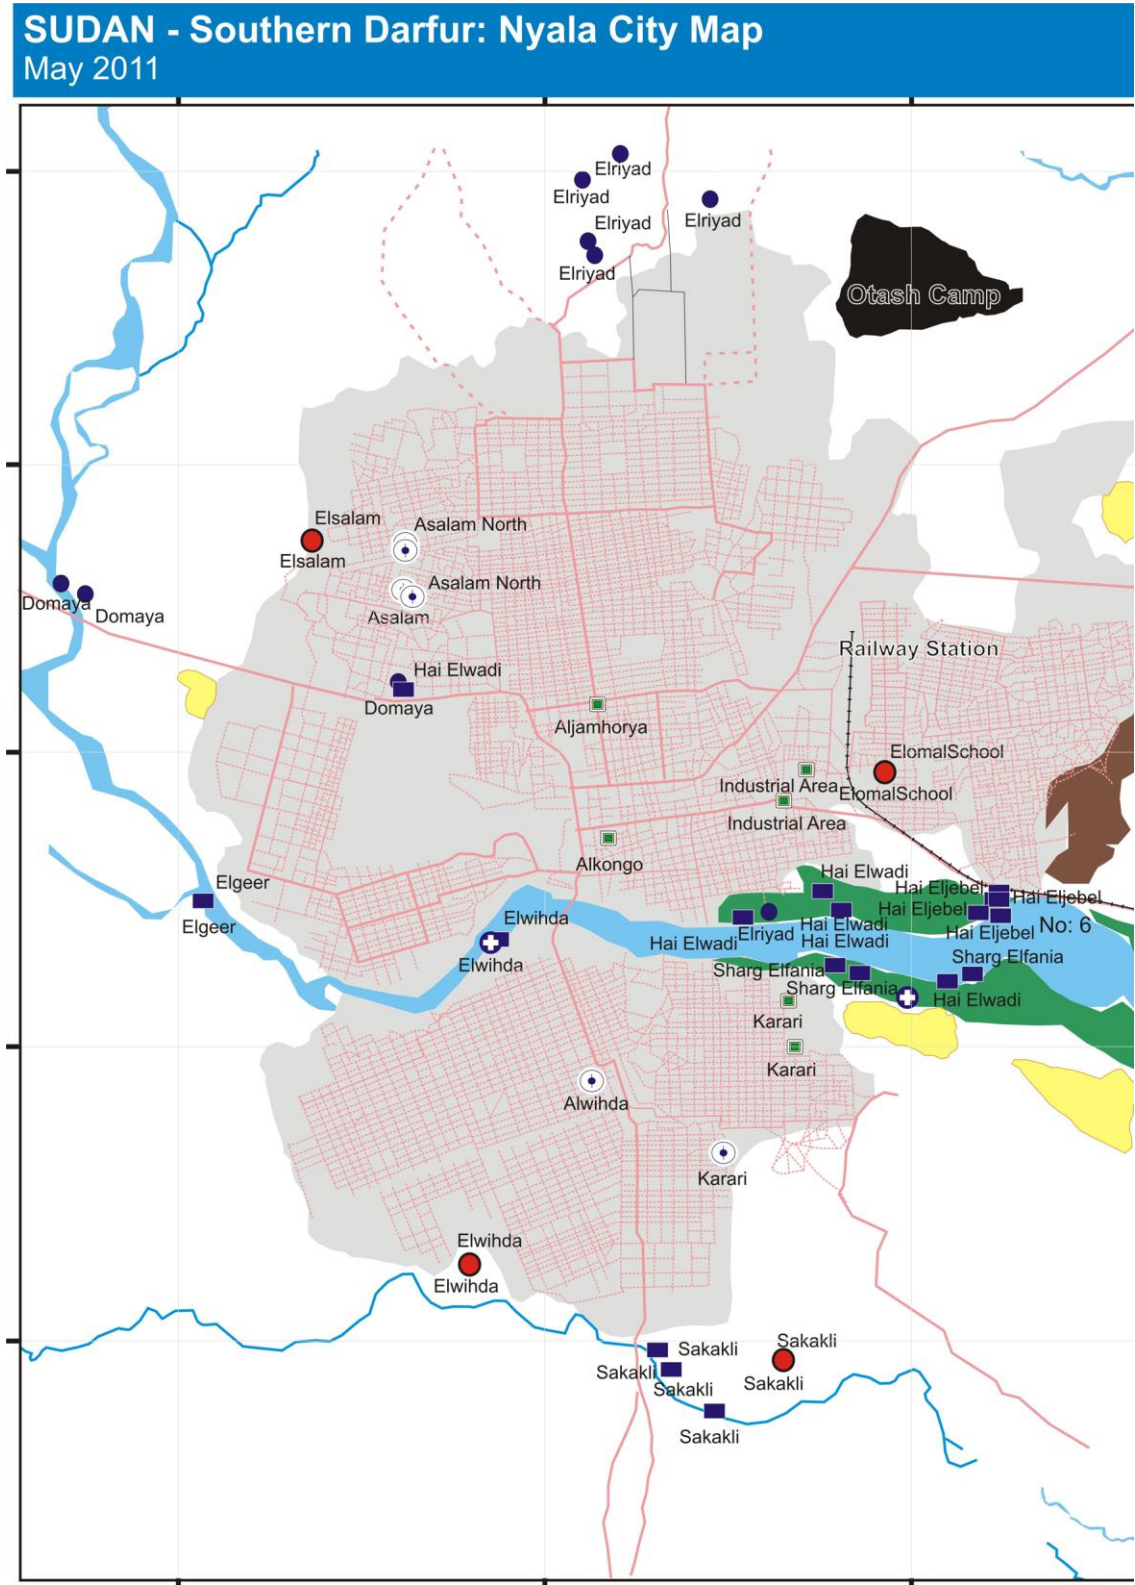 SUDAN - Southern Darfur: Nyala City Map
May 2011
Elriyad
Elriyad
Elriyad
Elriyad
Elriyad
Otash Camp
Elsalam
Asalam North
Elsalam
Asalam North
Domaya
Domaya
Asalam
Railway Station
Hai Elwadi
Domaya
Aljamhorya
ElomalSchool
Industrial Area
ElomalSchool
Industrial Area
Alkongo
Hai Elwadi
Elgeer
Hai Eljebel
Hai Eljebel
Hai Eljebel
Elwihda
Elgeer
Hai Elwadi
No: 6
Elriyad
Hai Eljebel
Hai Elwadi
Hai Elwadi
Sharg Elfania
Elwihda
Sharg Elfania
Sharg Elfania
Hai Elwadi
Karari
Karari
Alwihda
Karari
Elwihda
Elwihda
Sakakli
Sakakli
Sakakli
Sakakli
Sakakli
Sakakli